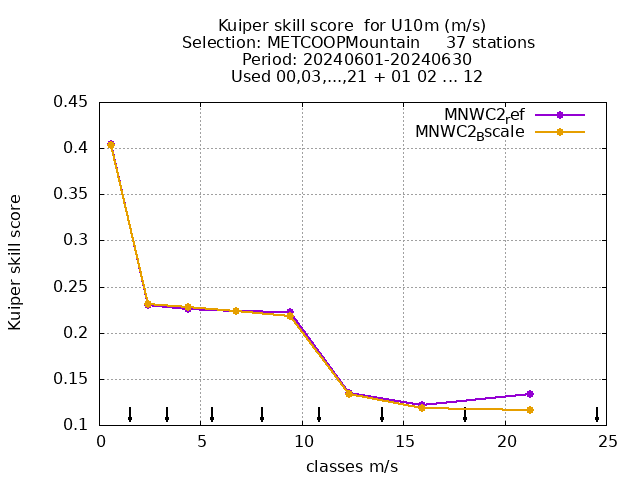 Kuiper skill score  for U10m (m/s)
Selection: METCOOPMountain     37 stations
Period: 20240601-20240630
Used 00,03,...,21 + 01 02 ... 12
MNWC2ref
MNWC2Bscale
0.45
0.4
0.35
0.3
0.25
0.2
0.15
0.1
Kuiper skill score
0 5 10 15 20 25
classes m/s